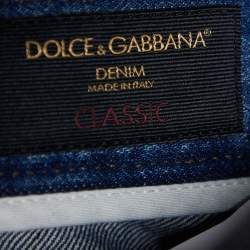 DOLCE&GABBANA
DENIM
MADE IN ITALY
CLASSIC